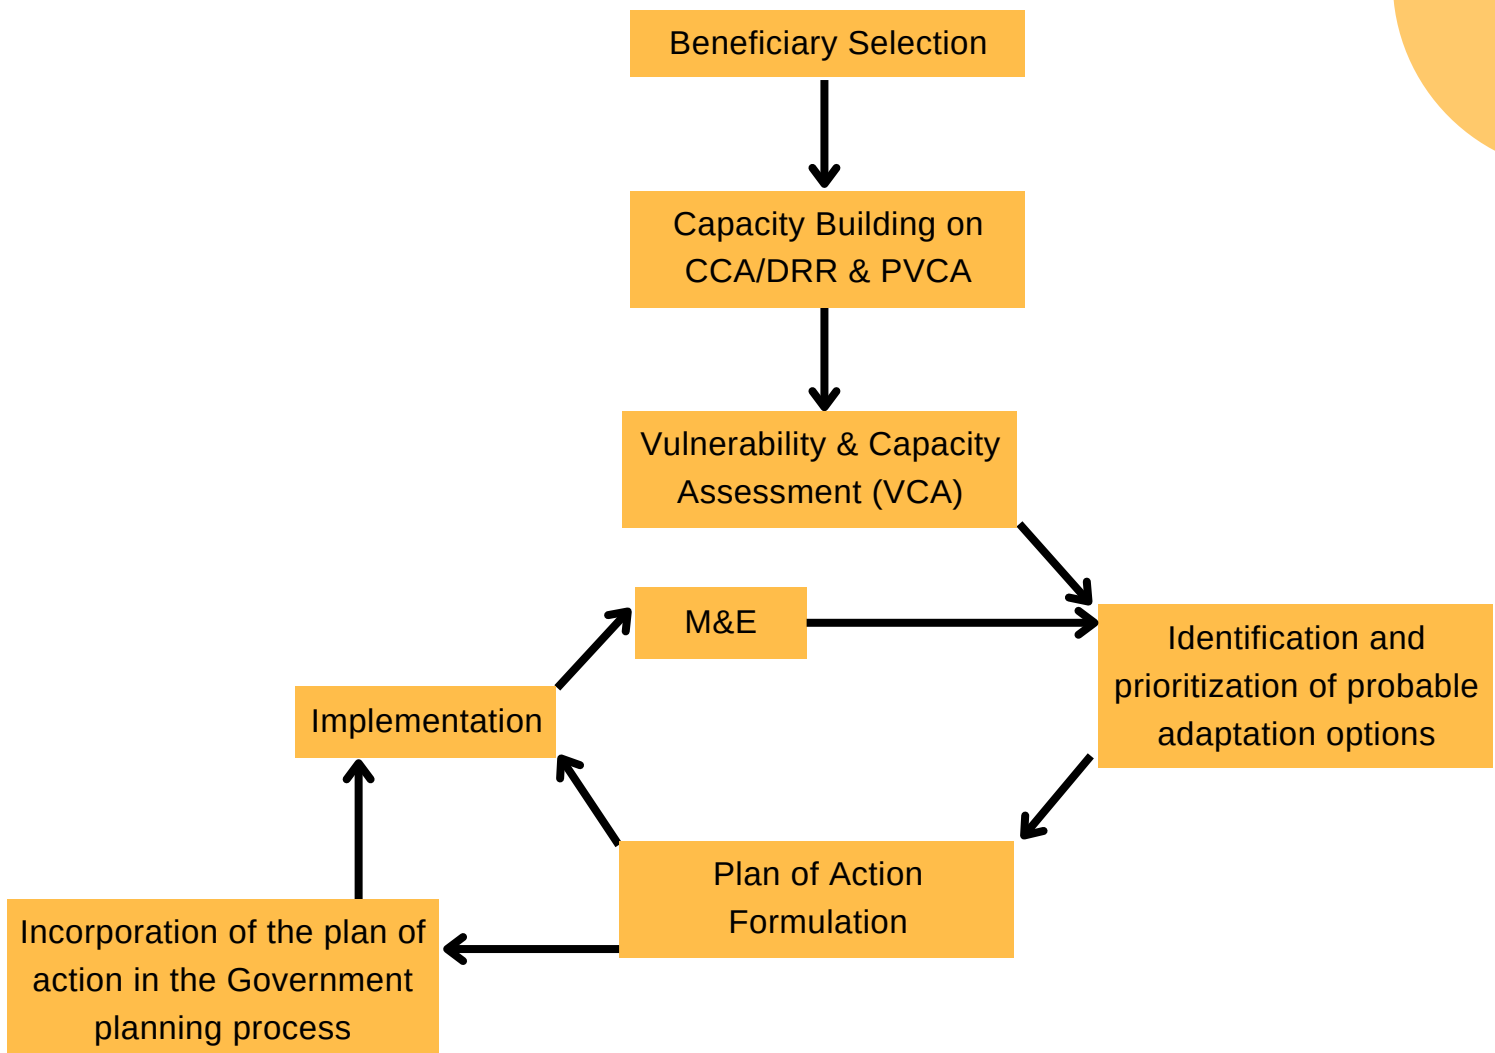 Beneficiary Selection
Capacity Building on
CCA/DRR & PVCA
Vulnerability & Capacity
Assessment (VCA)
M&E
Identification and
prioritization of probable
adaptation options
Implementation
Plan of Action
Formulation
Incorporation of the plan of
action in the Government
planning process